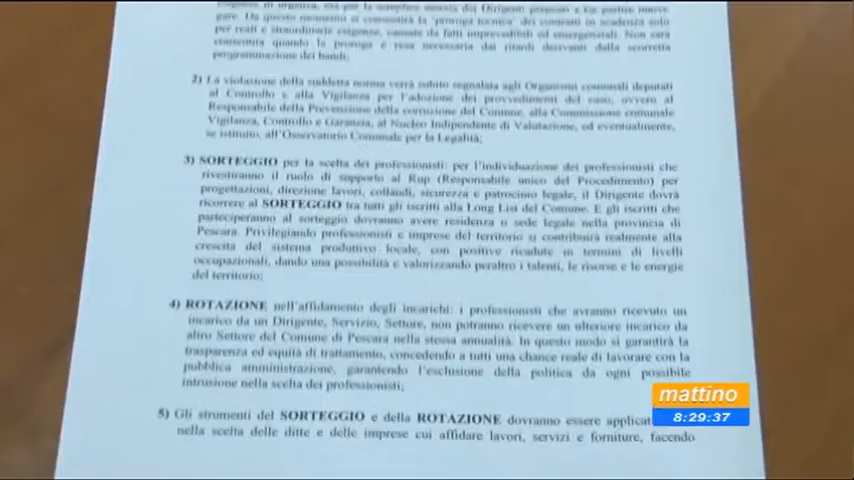 d'urgenza, sia per la semplice
gare. Da questo momento si consentirà la 'proroga tecnica' dei contratti in scadenza solo
per reali e straordinarie esigenze, causate da fatti imprevedibili ed emergenziali. Non sarà
consentita quando la proroga è resa necessaria dai ritardi derivanti dalla scorretta
programmazione dei bandi;
2) La violazione della suddetta norma verrà subito segnalata agli Organismi comunali deputati
al Controllo e alla Vigilanza per l'adozione dei provvedimenti del caso, ovvero al
Responsabile della Prevenzione della corruzione del Comune, alla Commissione comunale
Vigilanza, Controllo e Garanzia, al Nucleo Indipendente di Valutazione, ed eventualmente,
se istituito, all'Osservatorio Comunale per la Legalità;
3) SORTEGGIO per la scelta dei professionisti: per l'individuazione dei professionisti che
rivestiranno il ruolo di supporto al Rup (Responsabile unico del Procedimento) per
progettazioni, direzione lavori, collaudi, sicurezza e patrocinio legale, il Dirigente dovrà
ricorrere al SORTEGGIO tra tutti gli iscritti alla Long List del Comune. E gli iscritti che
parteciperanno al sorteggio dovranno avere residenza o sede legale nella provincia di
Pescara. Privilegiando professionisti e imprese del territorio si contribuirà realmente alla
crescita del sistema produttivo locale, con positive ricadute in termini di livelli
occupazionali, dando una possibilità e valorizzando peraltro i talenti, le risorse e le energie
del territorio;
4) ROTAZIONE nell'affidamento degli incarichi: i professionisti che avranno ricevuto un
incarico da un Dirigente, Servizio, Settore, non potranno ricevere un ulteriore incarico da
altro Settore del Comune di Pescara nella stessa annualità. In questo modo si garantirà la
trasparenza ed equità di trattamento, concedendo a tutti una chance reale di lavorare con la
pubblica amministrazione, garantendo l'esclusione della politica da ogni possibile
intrusione nella scelta dei professionisti;
5) Gli strumenti del SORTEGGIO e della ROTAZIONE dovranno essere applicat
nella scelta delle ditte e delle imprese cui affidare lavori, servizi e forniture, facendo
mattino
8:29:37